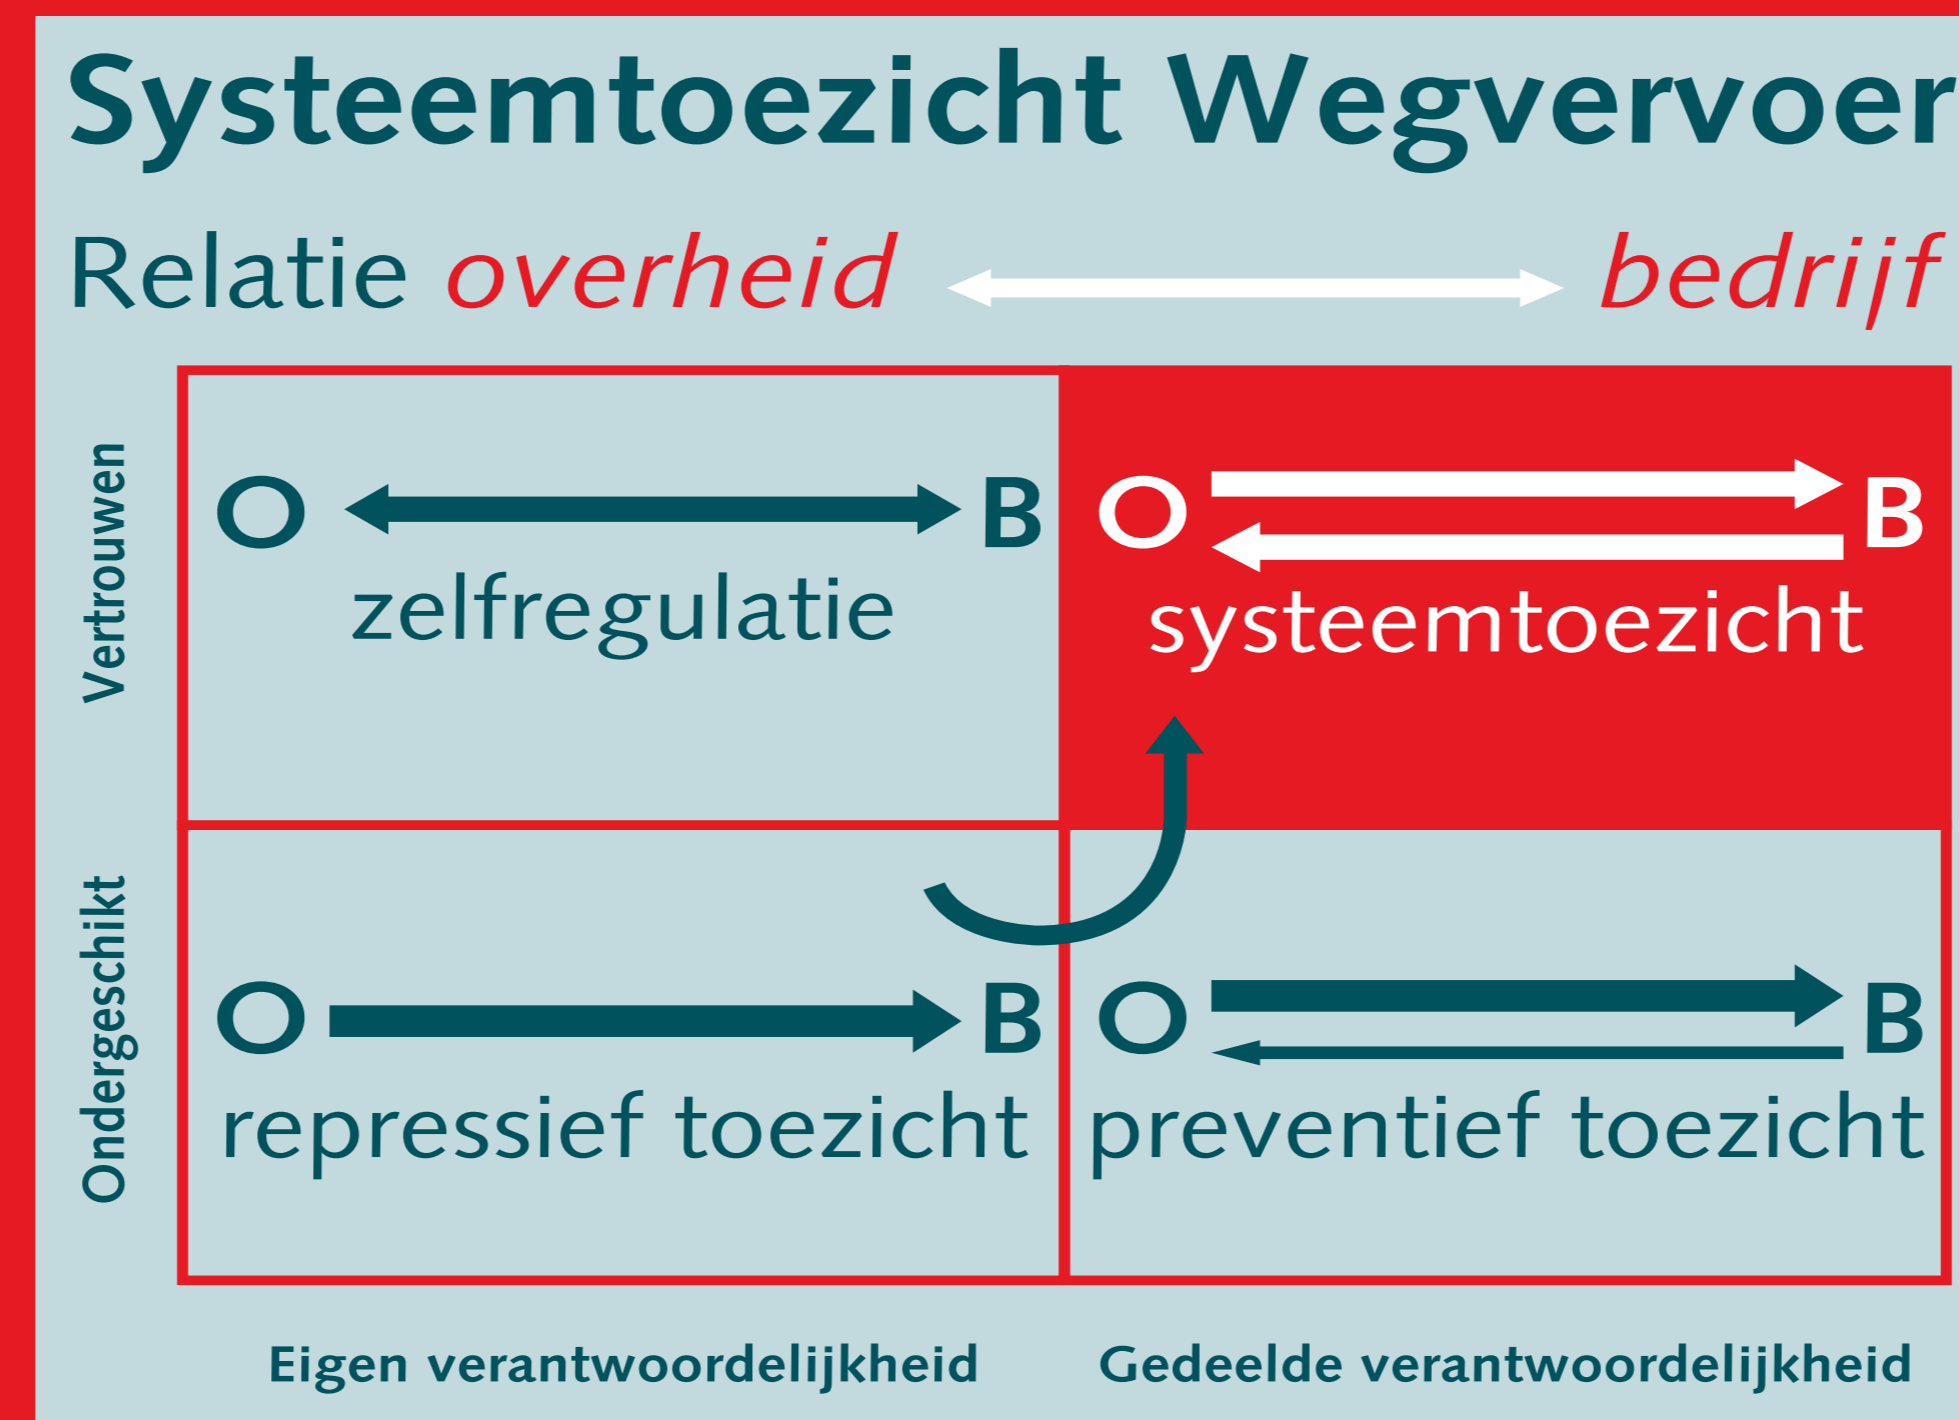 Systeemtoezicht Wegvervoer
Relatie overheid bedrijf
Vertrouwen
O B
zelfregulatie
O B
systeemtoezicht
Ondergeschikt
O B
repressief toezicht
O B
preventief toezicht
Eigen verantwoordelijkheid
Gedeelde verantwoordelijkheid